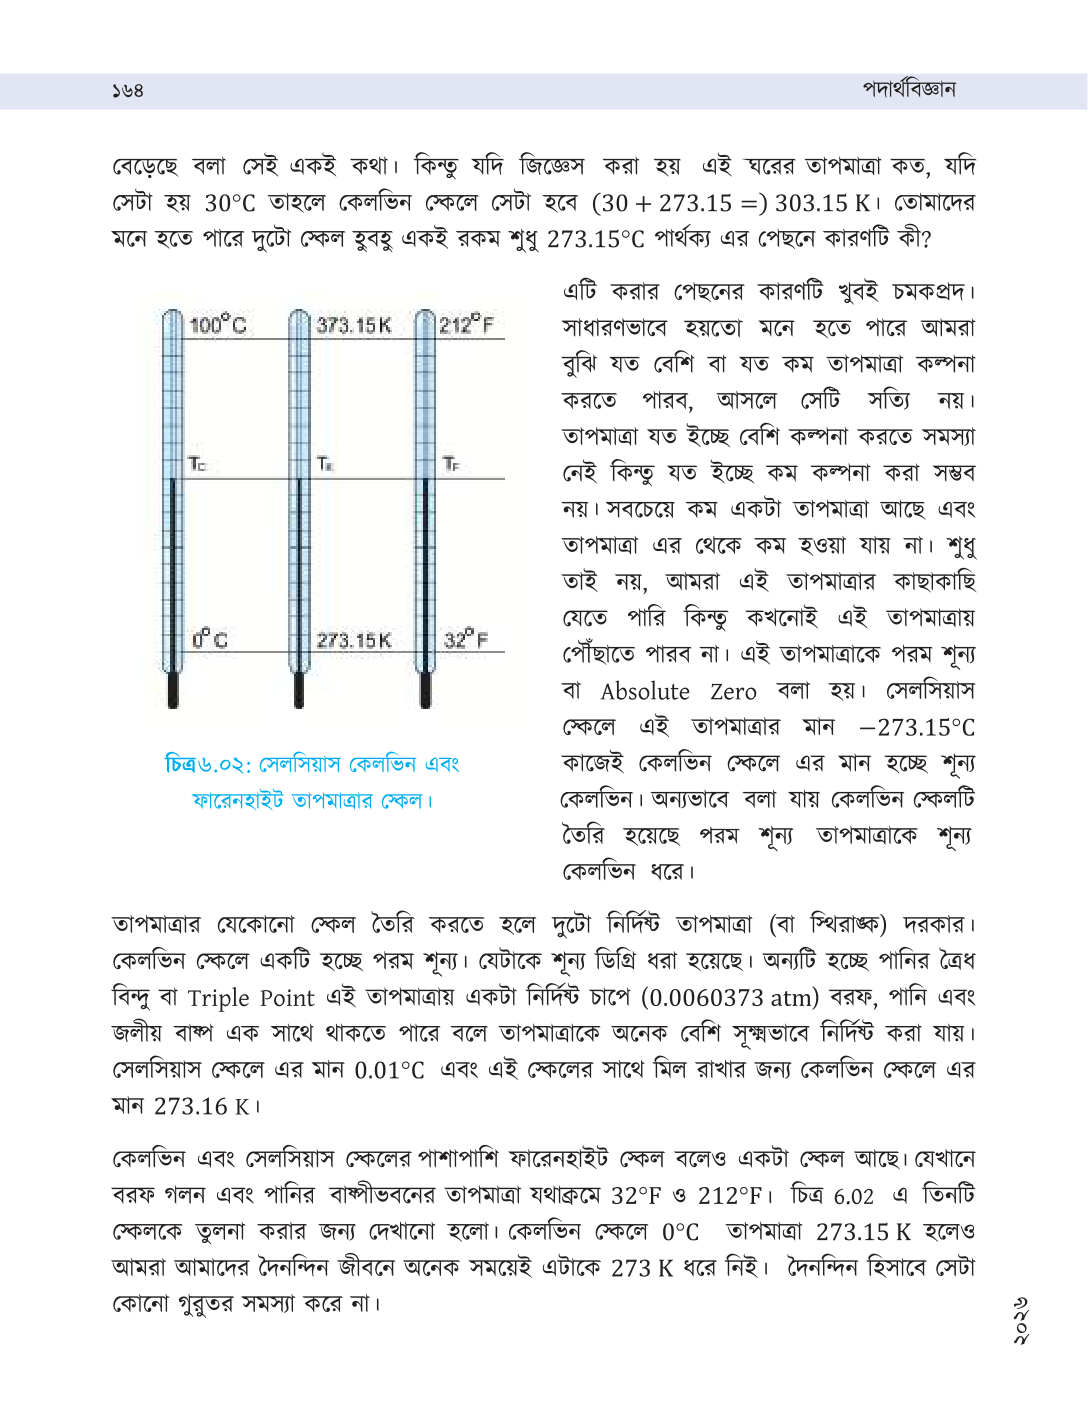 ১৬৪
পদার্থবিজ্ঞান
বেড়েছে বলা সেই একই কথা। কিন্তু যদি জিজ্ঞেস করা হয় এই ঘরের তাপমাত্রা কত, যদি
সেটা হয় 30°C তাহলে কেলভিন স্কেলে সেটা হবে (30 + 273.15 =) 303.15 K। তোমাদের
মনে হতে পারে দুটো স্কেল হুবহু একই রকম শুধু 273.15°C পার্থক্য এর পেছনে কারণটি কী?
100°C 373.15K 212°F
T_C T_K T_F
0°C 273.15K 32°F
চিত্র৬.০২: সেলসিয়াস কেলভিন এবং
ফারেনহাইট তাপমাত্রার স্কেল।
এটি করার পেছনের কারণটি খুবই চমকপ্রদ।
সাধারণভাবে হয়তো মনে হতে পারে আমরা
বুঝি যত বেশি বা যত কম তাপমাত্রা কল্পনা
করতে পারব, আসলে সেটি সত্যি নয়।
তাপমাত্রা যত ইচ্ছে বেশি কল্পনা করতে সমস্যা
নেই কিন্তু যত ইচ্ছে কম কল্পনা করা সম্ভব
নয়। সবচেয়ে কম একটা তাপমাত্রা আছে এবং
তাপমাত্রা এর থেকে কম হওয়া যায় না। শুধু
তাই নয়, আমরা এই তাপমাত্রার কাছাকাছি
যেতে পারি কিন্তু কখনোই এই তাপমাত্রায়
পৌঁছাতে পারব না। এই তাপমাত্রাকে পরম শূন্য
বা Absolute Zero বলা হয়। সেলসিয়াস
স্কেলে এই তাপমাত্রার মান −273.15°C
কাজেই কেলভিন স্কেলে এর মান হচ্ছে শূন্য
কেলভিন। অন্যভাবে বলা যায় কেলভিন স্কেলটি
তৈরি হয়েছে পরম শূন্য তাপমাত্রাকে শূন্য
কেলভিন ধরে।
তাপমাত্রার যেকোনো স্কেল তৈরি করতে হলে দুটো নির্দিষ্ট তাপমাত্রা (বা স্থিরাঙ্ক) দরকার।
কেলভিন স্কেলে একটি হচ্ছে পরম শূন্য। যেটাকে শূন্য ডিগ্রি ধরা হয়েছে। অন্যটি হচ্ছে পানির ত্রৈধ
বিন্দু বা Triple Point এই তাপমাত্রায় একটা নির্দিষ্ট চাপে (0.0060373 atm) বরফ, পানি এবং
জলীয় বাষ্প এক সাথে থাকতে পারে বলে তাপমাত্রাকে অনেক বেশি সূক্ষ্মভাবে নির্দিষ্ট করা যায়।
সেলসিয়াস স্কেলে এর মান 0.01°C এবং এই স্কেলের সাথে মিল রাখার জন্য কেলভিন স্কেলে এর
মান 273.16 K।
কেলভিন এবং সেলসিয়াস স্কেলের পাশাপাশি ফারেনহাইট স্কেল বলেও একটা স্কেল আছে। যেখানে
বরফ গলন এবং পানির বাষ্পীভবনের তাপমাত্রা যথাক্রমে 32°F ও 212°F। চিত্র 6.02 এ তিনটি
স্কেলকে তুলনা করার জন্য দেখানো হলো। কেলভিন স্কেলে 0°C তাপমাত্রা 273.15 K হলেও
আমরা আমাদের দৈনন্দিন জীবনে অনেক সময়েই এটাকে 273 K ধরে নিই। দৈনন্দিন হিসাবে সেটা
কোনো গুরুতর সমস্যা করে না।
২০২৬